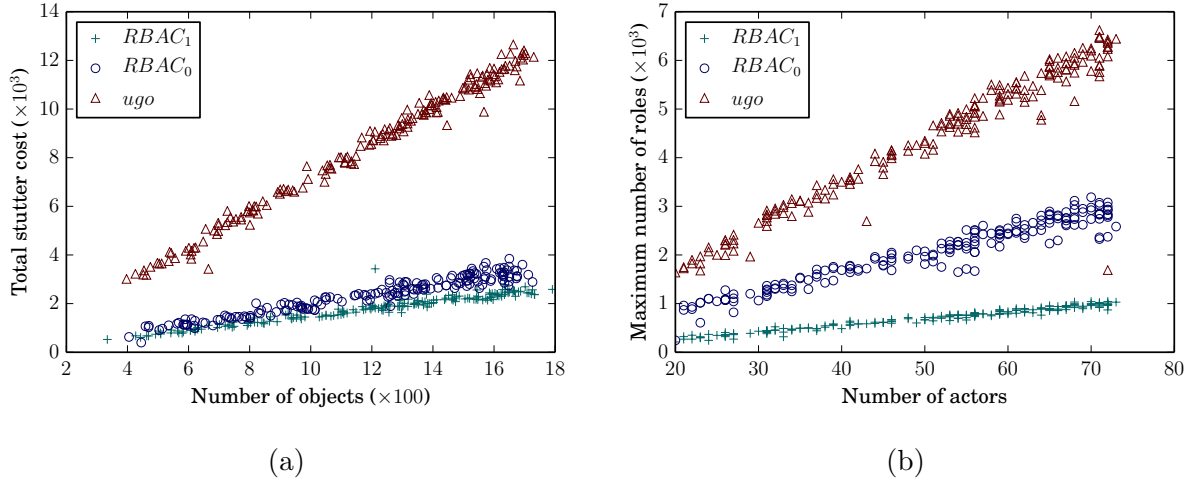 14
12
10
8
6
4
2
0
Total stutter cost (×10³)
RBAC₁
RBAC₀
ugo
2 4 6 8 10 12 14 16 18
Number of objects (×100)
(a)
7
6
5
4
3
2
1
0
Maximum number of roles (×10³)
RBAC₁
RBAC₀
ugo
20 30 40 50 60 70 80
Number of actors
(b)